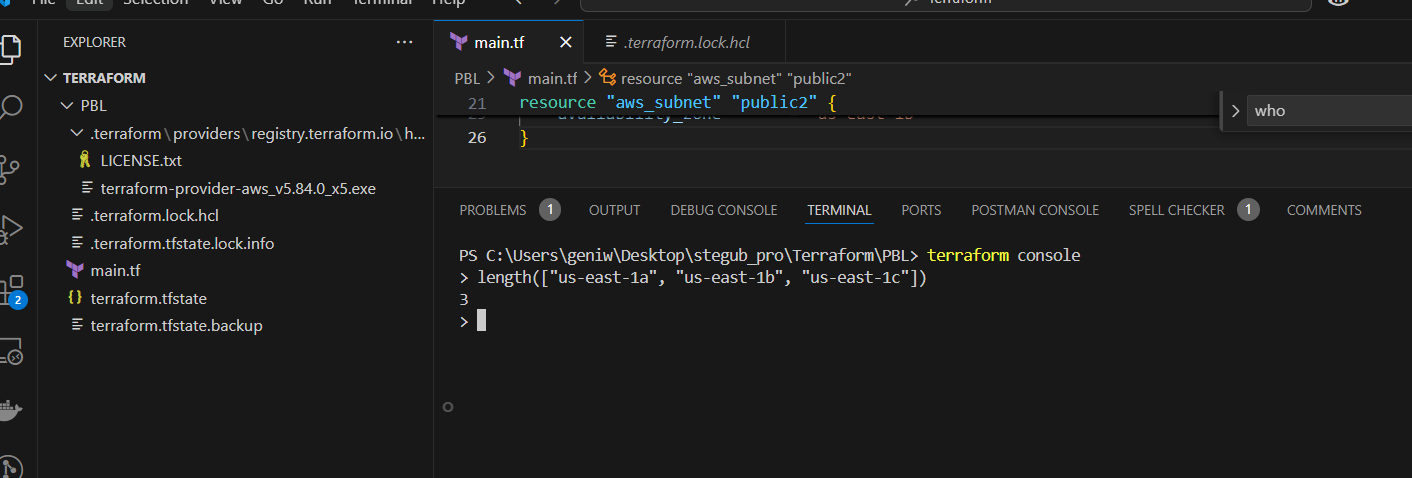 File Edit Selection View Go Run Terminal Help
Terraform
EXPLORER
TERRAFORM
PBL
.terraform\providers\registry.terraform.io\h...
LICENSE.txt
terraform-provider-aws_v5.84.0_x5.exe
.terraform.lock.hcl
.terraform.tfstate.lock.info
main.tf
terraform.tfstate
terraform.tfstate.backup
2
main.tf
.terraform.lock.hcl
PBL > main.tf > resource "aws_subnet" "public2"
21 resource "aws_subnet" "public2" {
availability_zone us-east-1b
26 }
who
PROBLEMS 1 OUTPUT DEBUG CONSOLE TERMINAL PORTS POSTMAN CONSOLE SPELL CHECKER 1 COMMENTS
PS C:\Users\geniw\Desktop\stegub_pro\Terraform\PBL> terraform console
> length(["us-east-1a", "us-east-1b", "us-east-1c"])
3
>